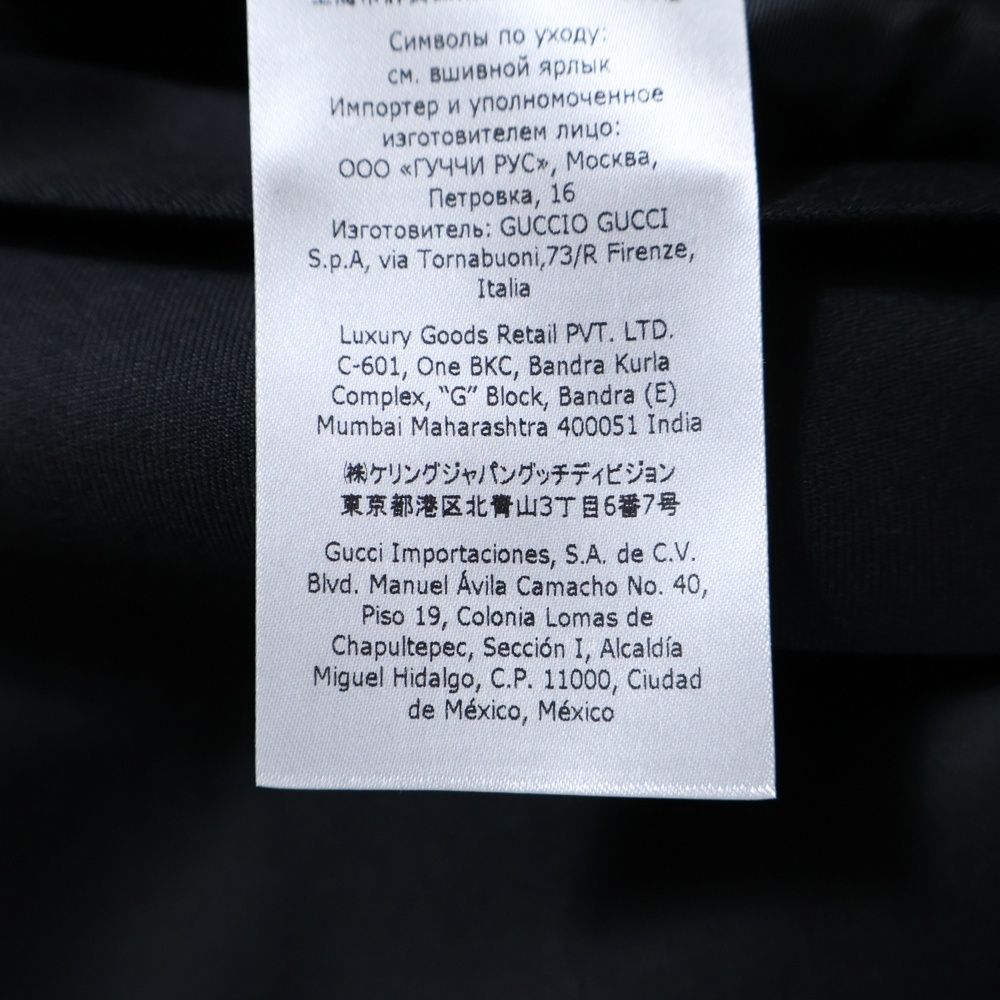 Символы по уходу:
см. вшивной ярлык
Импортер и уполномоченное
изготовителем лицо:
ООО «ГУЧЧИ РУС», Москва,
Петровка, 16
Изготовитель: GUCCIO GUCCI
S.p.A, via Tornabuoni,73/R Firenze,
Italia
Luxury Goods Retail PVT. LTD.
C-601, One BKC, Bandra Kurla
Complex, “G” Block, Bandra (E)
Mumbai Maharashtra 400051 India
㈱ケリングジャパングッチディビジョン
東京都港区北青山3丁目6番7号
Gucci Importaciones, S.A. de C.V.
Blvd. Manuel Ávila Camacho No. 40,
Piso 19, Colonia Lomas de
Chapultepec, Sección I, Alcaldía
Miguel Hidalgo, C.P. 11000, Ciudad
de México, México